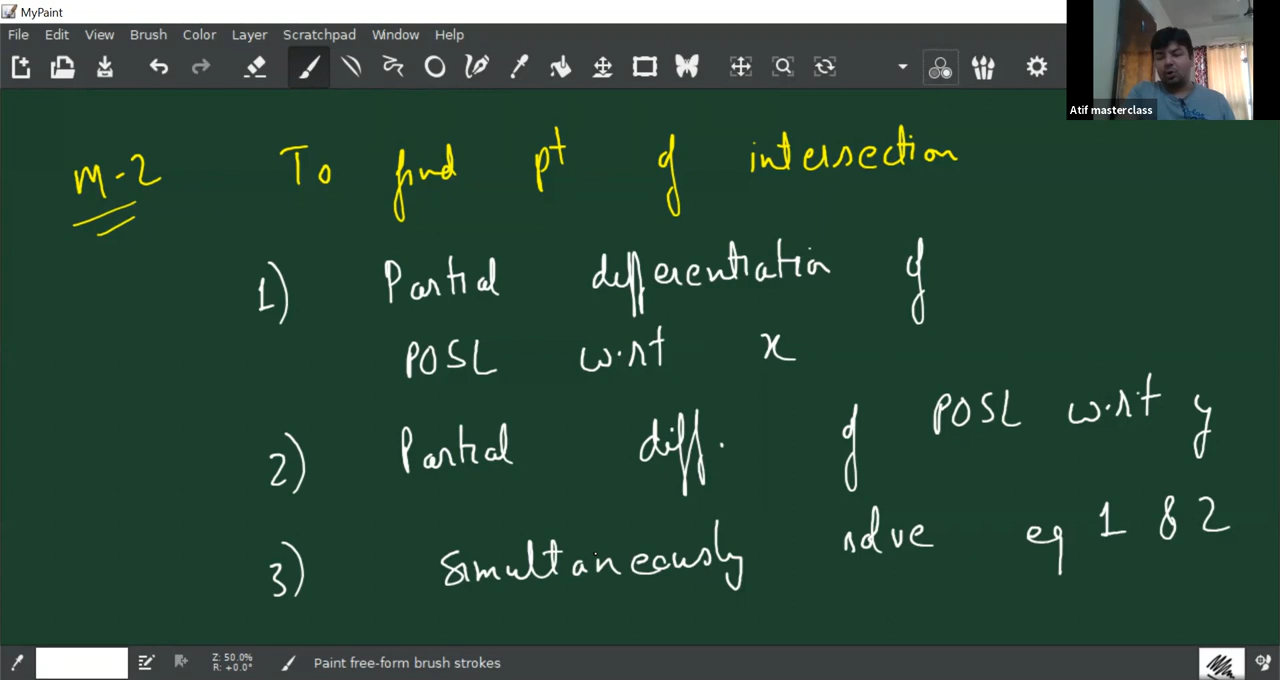 MyPaint
File Edit View Brush Color Layer Scratchpad Window Help
Atif masterclass
M-2 To find pt of intersection
1) Partial differentiation of
POSL w.r.t x
2) Partial diff. of POSL w.r.t y
3) Simultaneously solve eq 1 & 2
Z: 50.0%
R: +0.0°
Paint free-form brush strokes